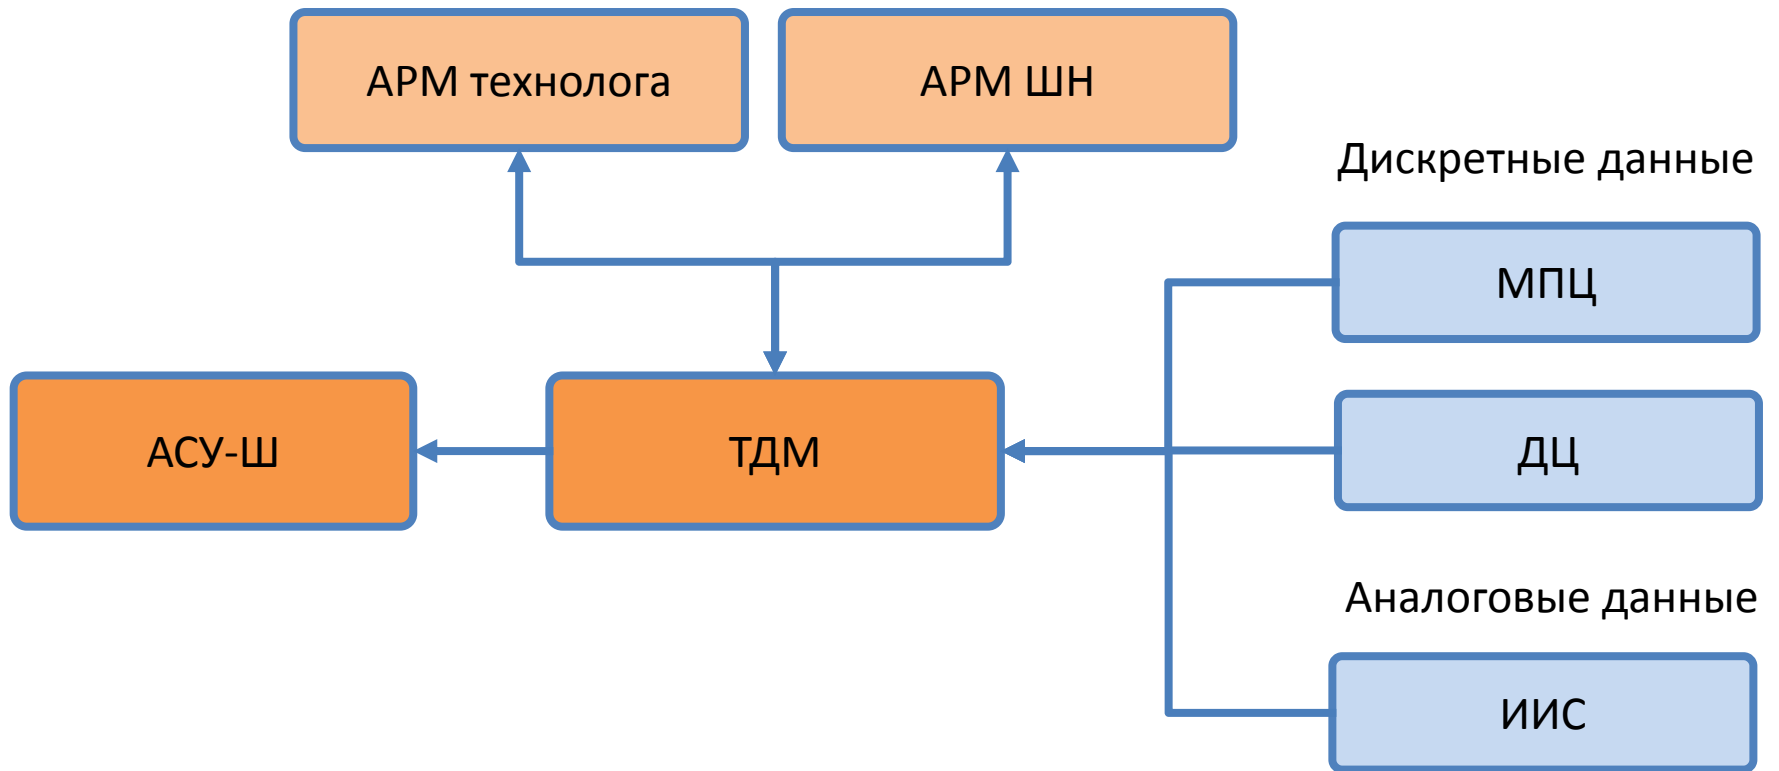 АРМ технолога
АРМ ШН
Дискретные данные
МПЦ
АСУ-Ш
ТДМ
ДЦ
Аналоговые данные
ИИС